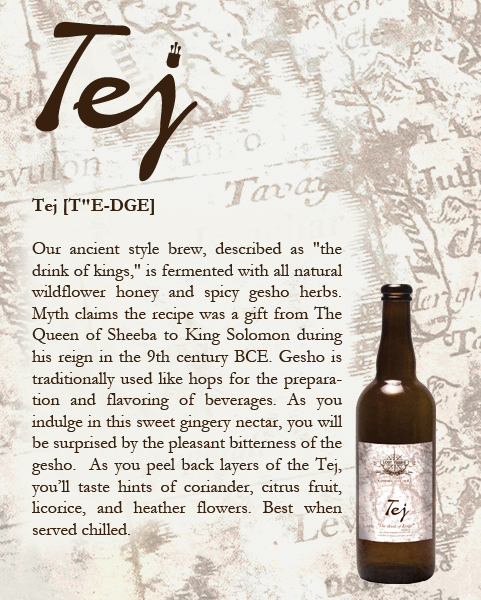 Tej
Tej [T"E-DGE]
Our ancient style brew, described as "the
drink of kings," is fermented with all natural
wildflower honey and spicy gesho herbs.
Myth claims the recipe was a gift from The
Queen of Sheeba to King Solomon during
his reign in the 9th century BCE. Gesho is
traditionally used like hops for the prepara-
tion and flavoring of beverages. As you
indulge in this sweet gingery nectar, you will
be surprised by the pleasant bitterness of the
gesho. As you peel back layers of the Tej,
you'll taste hints of coriander, citrus fruit,
licorice, and heather flowers. Best when
served chilled.
Tej
"The drink of Kings"
evulon
Tavay